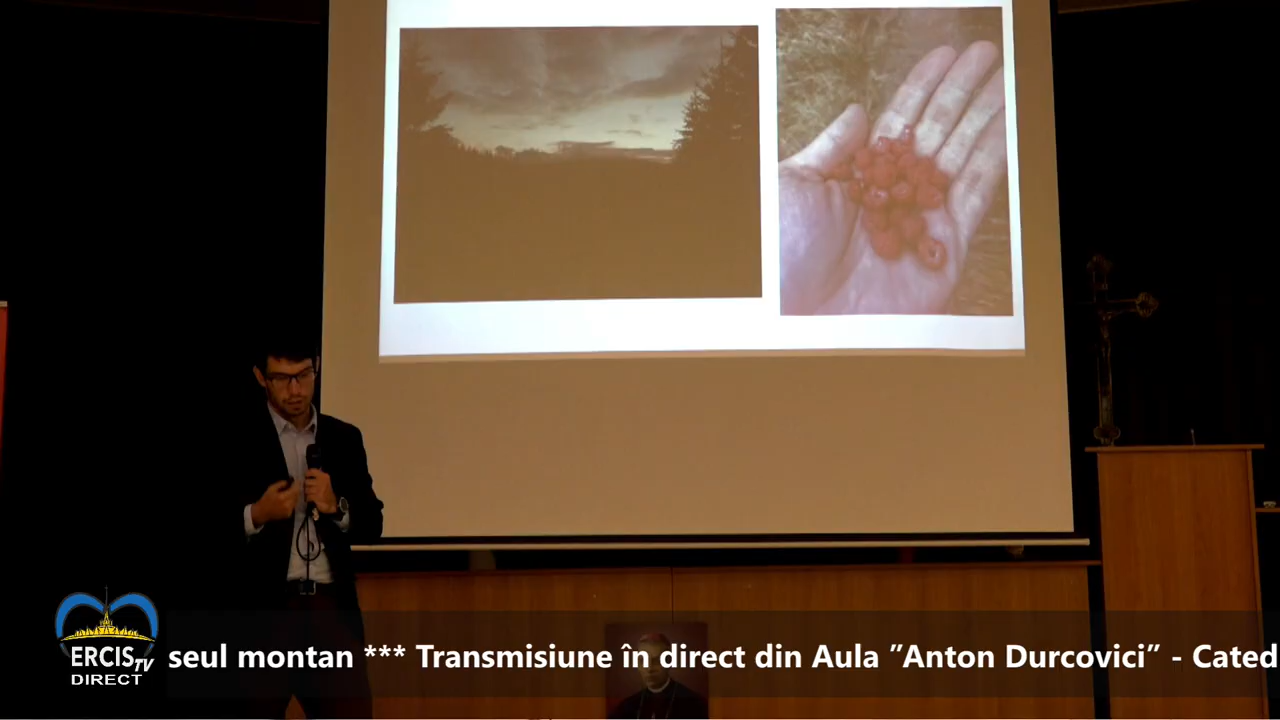 ERCIS TV
DIRECT
seul montan *** Transmisiune în direct din Aula ”Anton Durcovici” - Cated